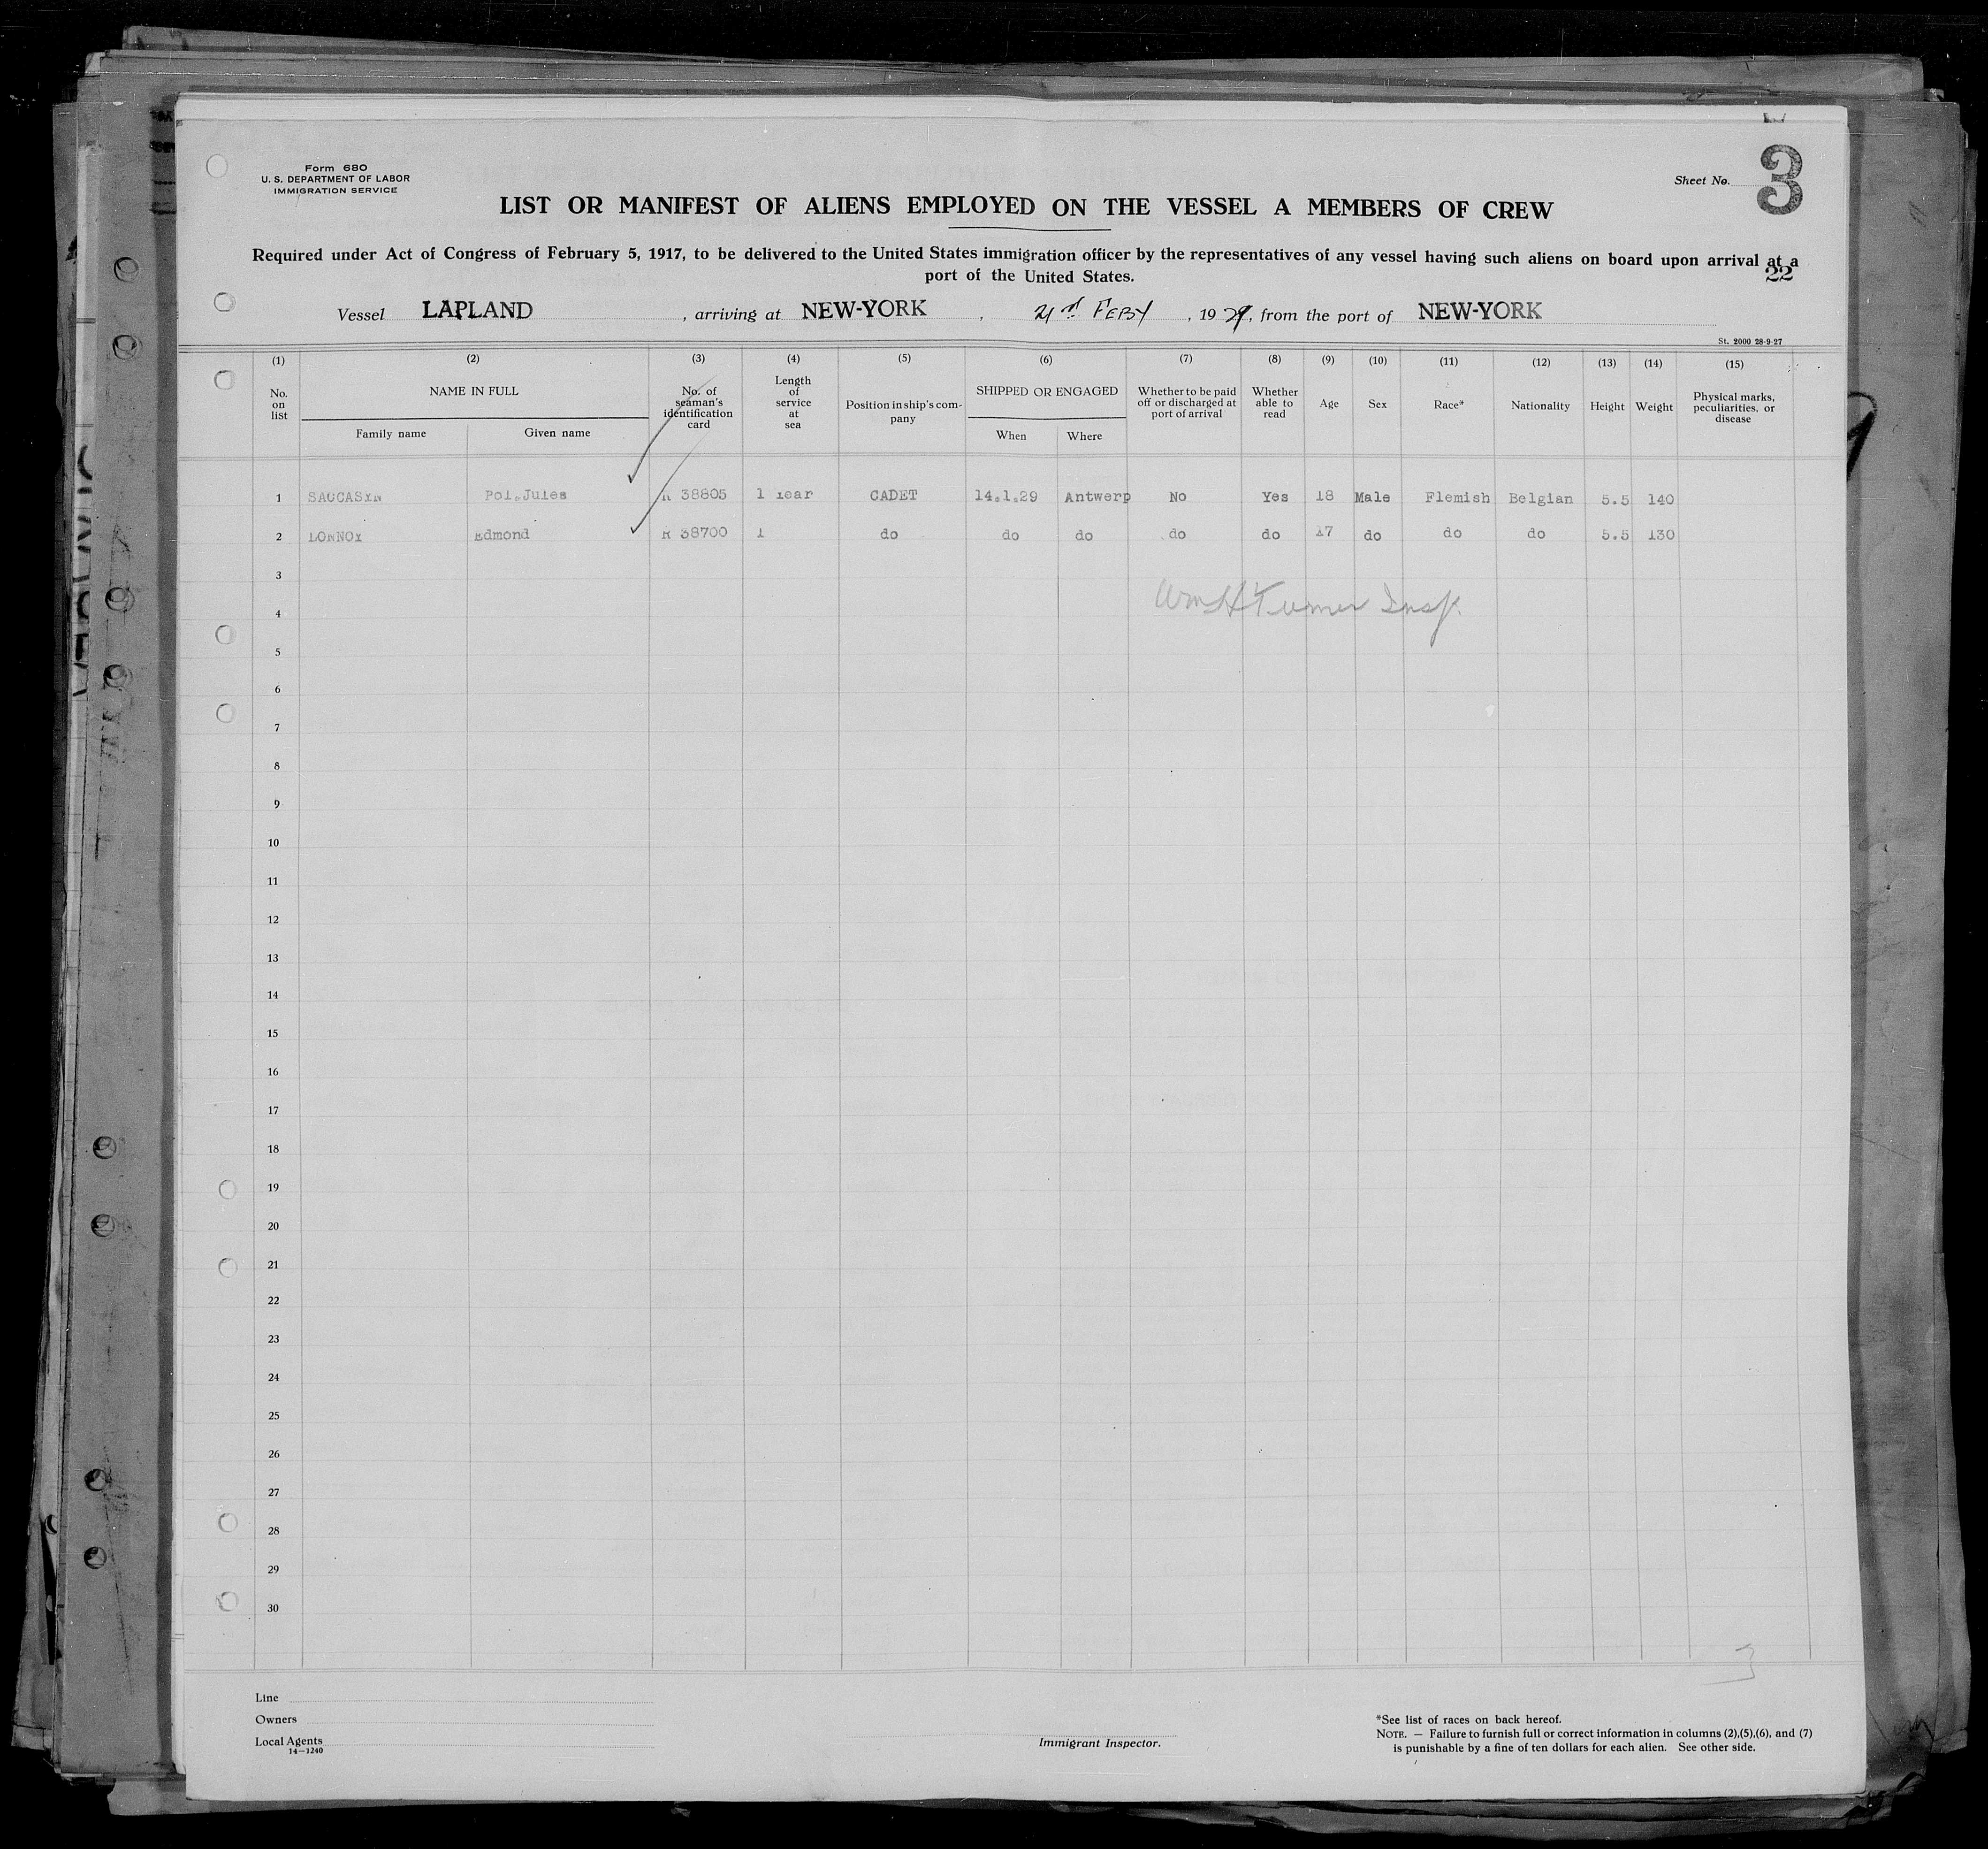 Form 680
U. S. DEPARTMENT OF LABOR
IMMIGRATION SERVICE
Sheet No. 3
LIST OR MANIFEST OF ALIENS EMPLOYED ON THE VESSEL A MEMBERS OF CREW
Required under Act of Congress of February 5, 1917, to be delivered to the United States immigration officer by the representatives of any vessel having such aliens on board upon arrival at a
port of the United States.
22
Vessel LAPLAND , arriving at NEW-YORK , 21st FEBY , 1929, from the port of NEW-YORK
St. 2000 28-9-27
(1) (2) (3) (4) (5) (6) (7) (8) (9) (10) (11) (12) (13) (14) (15)
No. on list NAME IN FULL Family name Given name No. of seaman's identification card Length of service at sea Position in ship's company SHIPPED OR ENGAGED When Where Whether to be paid off or discharged at port of arrival Whether able to read Age Sex Race* Nationality Height Weight Physical marks, peculiarities, or disease
1 Pol.Jules R 38805 1 Year CADET 14.1.29 Antwerp No Yes 18 Male Flemish Belgian 5.5 140
2 LONNOY Edmond R 38700 1 do do do do do 17 do do do 5.5 130
3
Wm H Turner Insp.
4
5
6
7
8
9
10
11
12
13
14
15
16
17
18
19
20
21
22
23
24
25
26
27
28
29
30
3
Line
Owners
Local Agents
14—1240
Immigrant Inspector.
*See list of races on back hereof.
NOTE. — Failure to furnish full or correct information in columns (2),(5),(6), and (7)
is punishable by a fine of ten dollars for each alien. See other side.